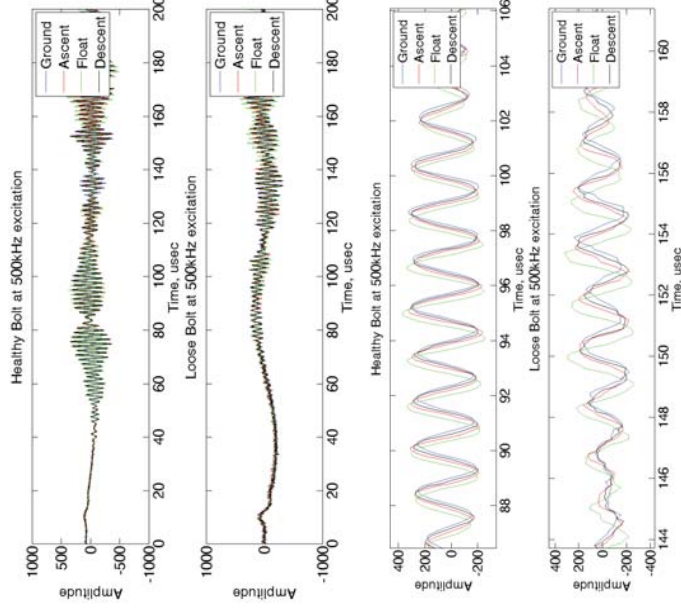 Healthy Bolt at 500kHz excitation
Amplitude
1000
500
0
-500
-1000
0 20 40 60 80 100 120 140 160 180 200
Time, usec
Ground
Ascent
Float
Descent
Loose Bolt at 500kHz excitation
Amplitude
1000
500
0
-500
-1000
0 20 40 60 80 100 120 140 160 180 200
Time, usec
Ground
Ascent
Float
Descent
Healthy Bolt at 500kHz excitation
Amplitude
400
200
0
-200
88 90 92 94 96 98 100 102 104 106
Time, usec
Ground
Ascent
Float
Descent
Loose Bolt at 500kHz excitation
Amplitude
400
200
0
-200
-400
144 146 148 150 152 154 156 158 160
Time, usec
Ground
Ascent
Float
Descent